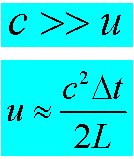 c >> u
u ≈ c²Δt / 2L